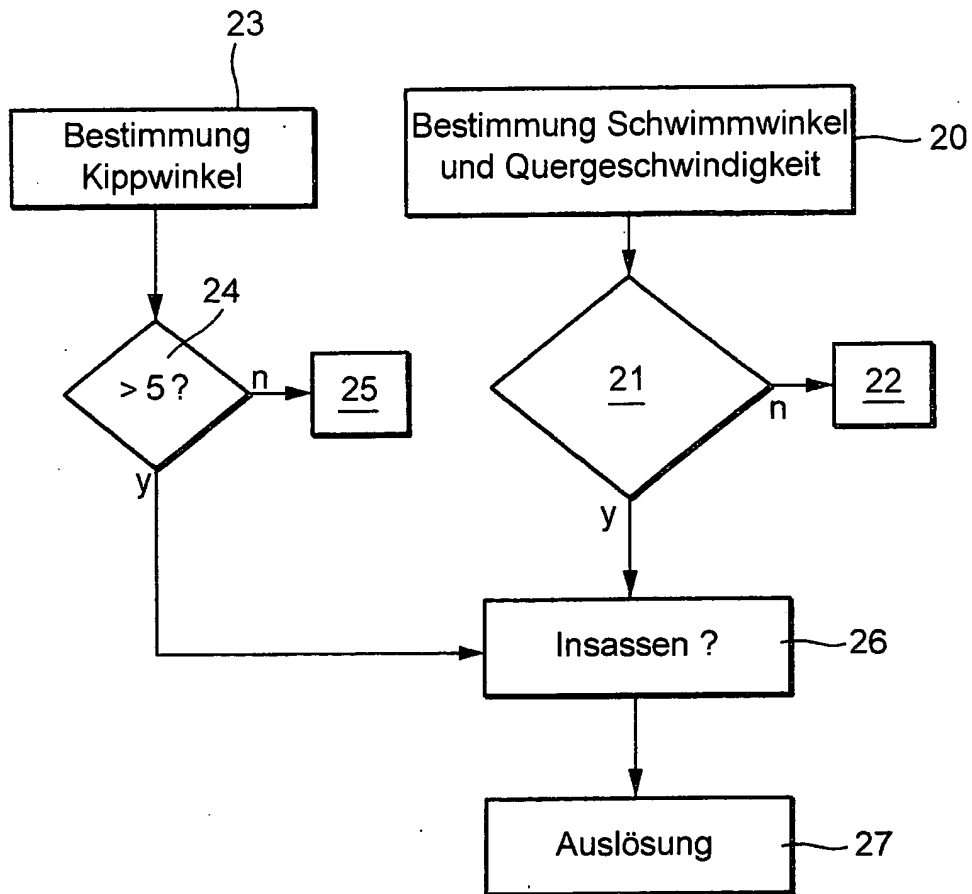 23
Bestimmung
Kippwinkel
Bestimmung Schwimmwinkel
und Quergeschwindigkeit
20
24
> 5 ?
n
25
21
n
22
y
y
Insassen ?
26
Auslösung
27